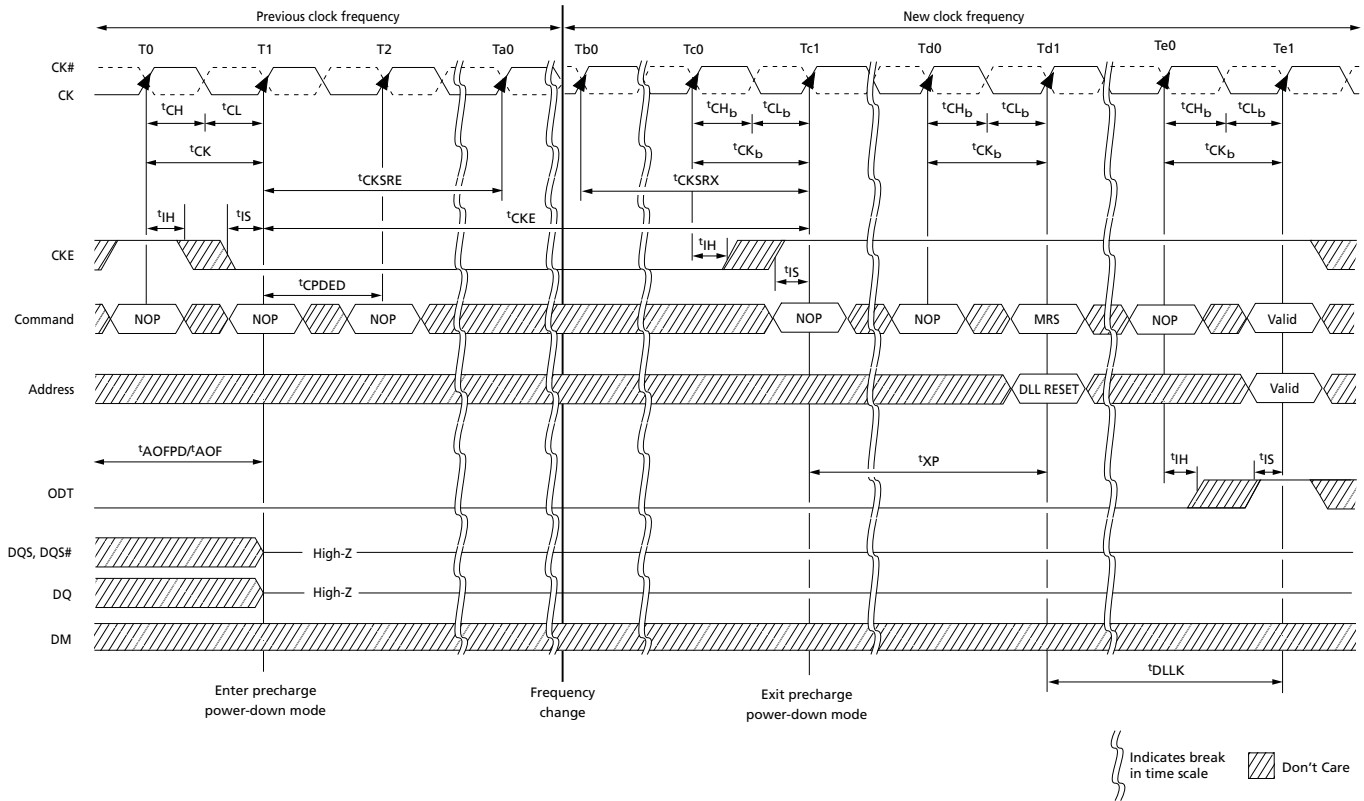 Previous clock frequency New clock frequency
T0 T1 T2 Ta0 Tb0 Tc0 Tc1 Td0 Td1 Te0 Te1
CK#
CK
tCH tCL tCHb tCLb tCHb tCLb tCHb tCLb
tCK tCKb tCKb tCKb
tCKSRE tCKSRX
tIH tIS tCKE
CKE tIH
tIS
tCPDED
Command NOP NOP NOP NOP NOP MRS NOP Valid
Address DLL RESET Valid
tAOFPD/tAOF tXP
tIH tIS
ODT
DQS, DQS# High-Z
DQ High-Z
DM
tDLLK
Enter precharge
power-down mode
Frequency
change
Exit precharge
power-down mode
Indicates break
in time scale
Don't Care